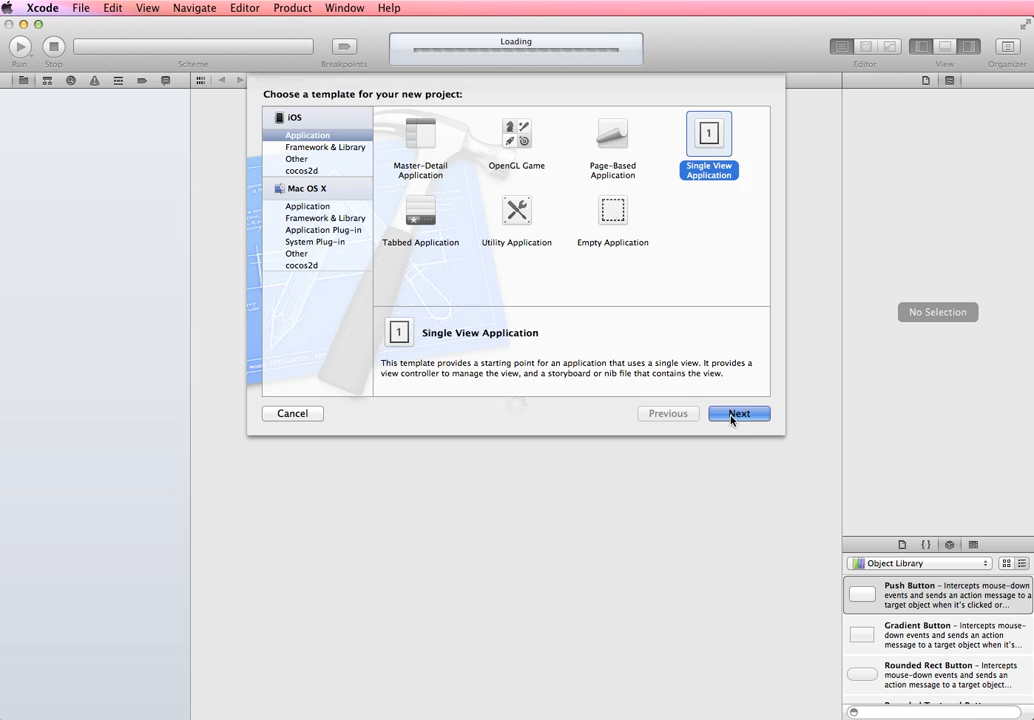 Xcode File Edit View Navigate Editor Product Window Help
Loading
Run Stop Scheme Breakpoints Editor View Organizer
Choose a template for your new project:
iOS
Application
Framework & Library
Other
cocos2d
Mac OS X
Application
Framework & Library
Application Plug-in
System Plug-in
Other
cocos2d
Master-Detail
Application
OpenGL Game
Page-Based
Application
1
Single View
Application
Tabbed Application
Utility Application
Empty Application
1
Single View Application
This template provides a starting point for an application that uses a single view. It provides a
view controller to manage the view, and a storyboard or nib file that contains the view.
Cancel
Previous
Next
No Selection
{ }
Object Library
Push Button - Intercepts mouse-down
events and sends an action message to a
target object when it's clicked or...
Gradient Button - Intercepts mouse-
down events and sends an action
message to a target object when it's...
Rounded Rect Button - Intercepts
mouse-down events and sends an
action message to a target object...